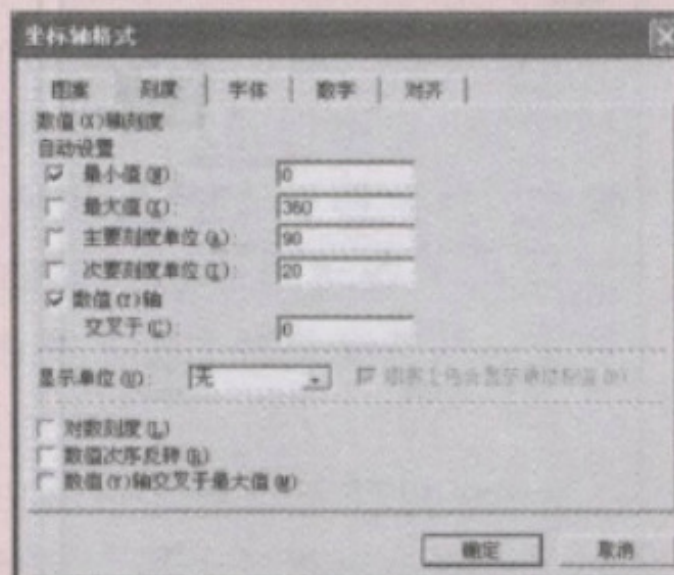 坐标轴格式
图案 刻度 字体 数字 对齐
数值(X)轴刻度
自动设置
最小值(N): 0
最大值(X): 360
主要刻度单位(A): 90
次要刻度单位(I): 20
数值(Y)轴
交叉于(C): 0
显示单位(U): 无
对数刻度(L)
数值次序反转(R)
数值(Y)轴交叉于最大值(M)
确定 取消